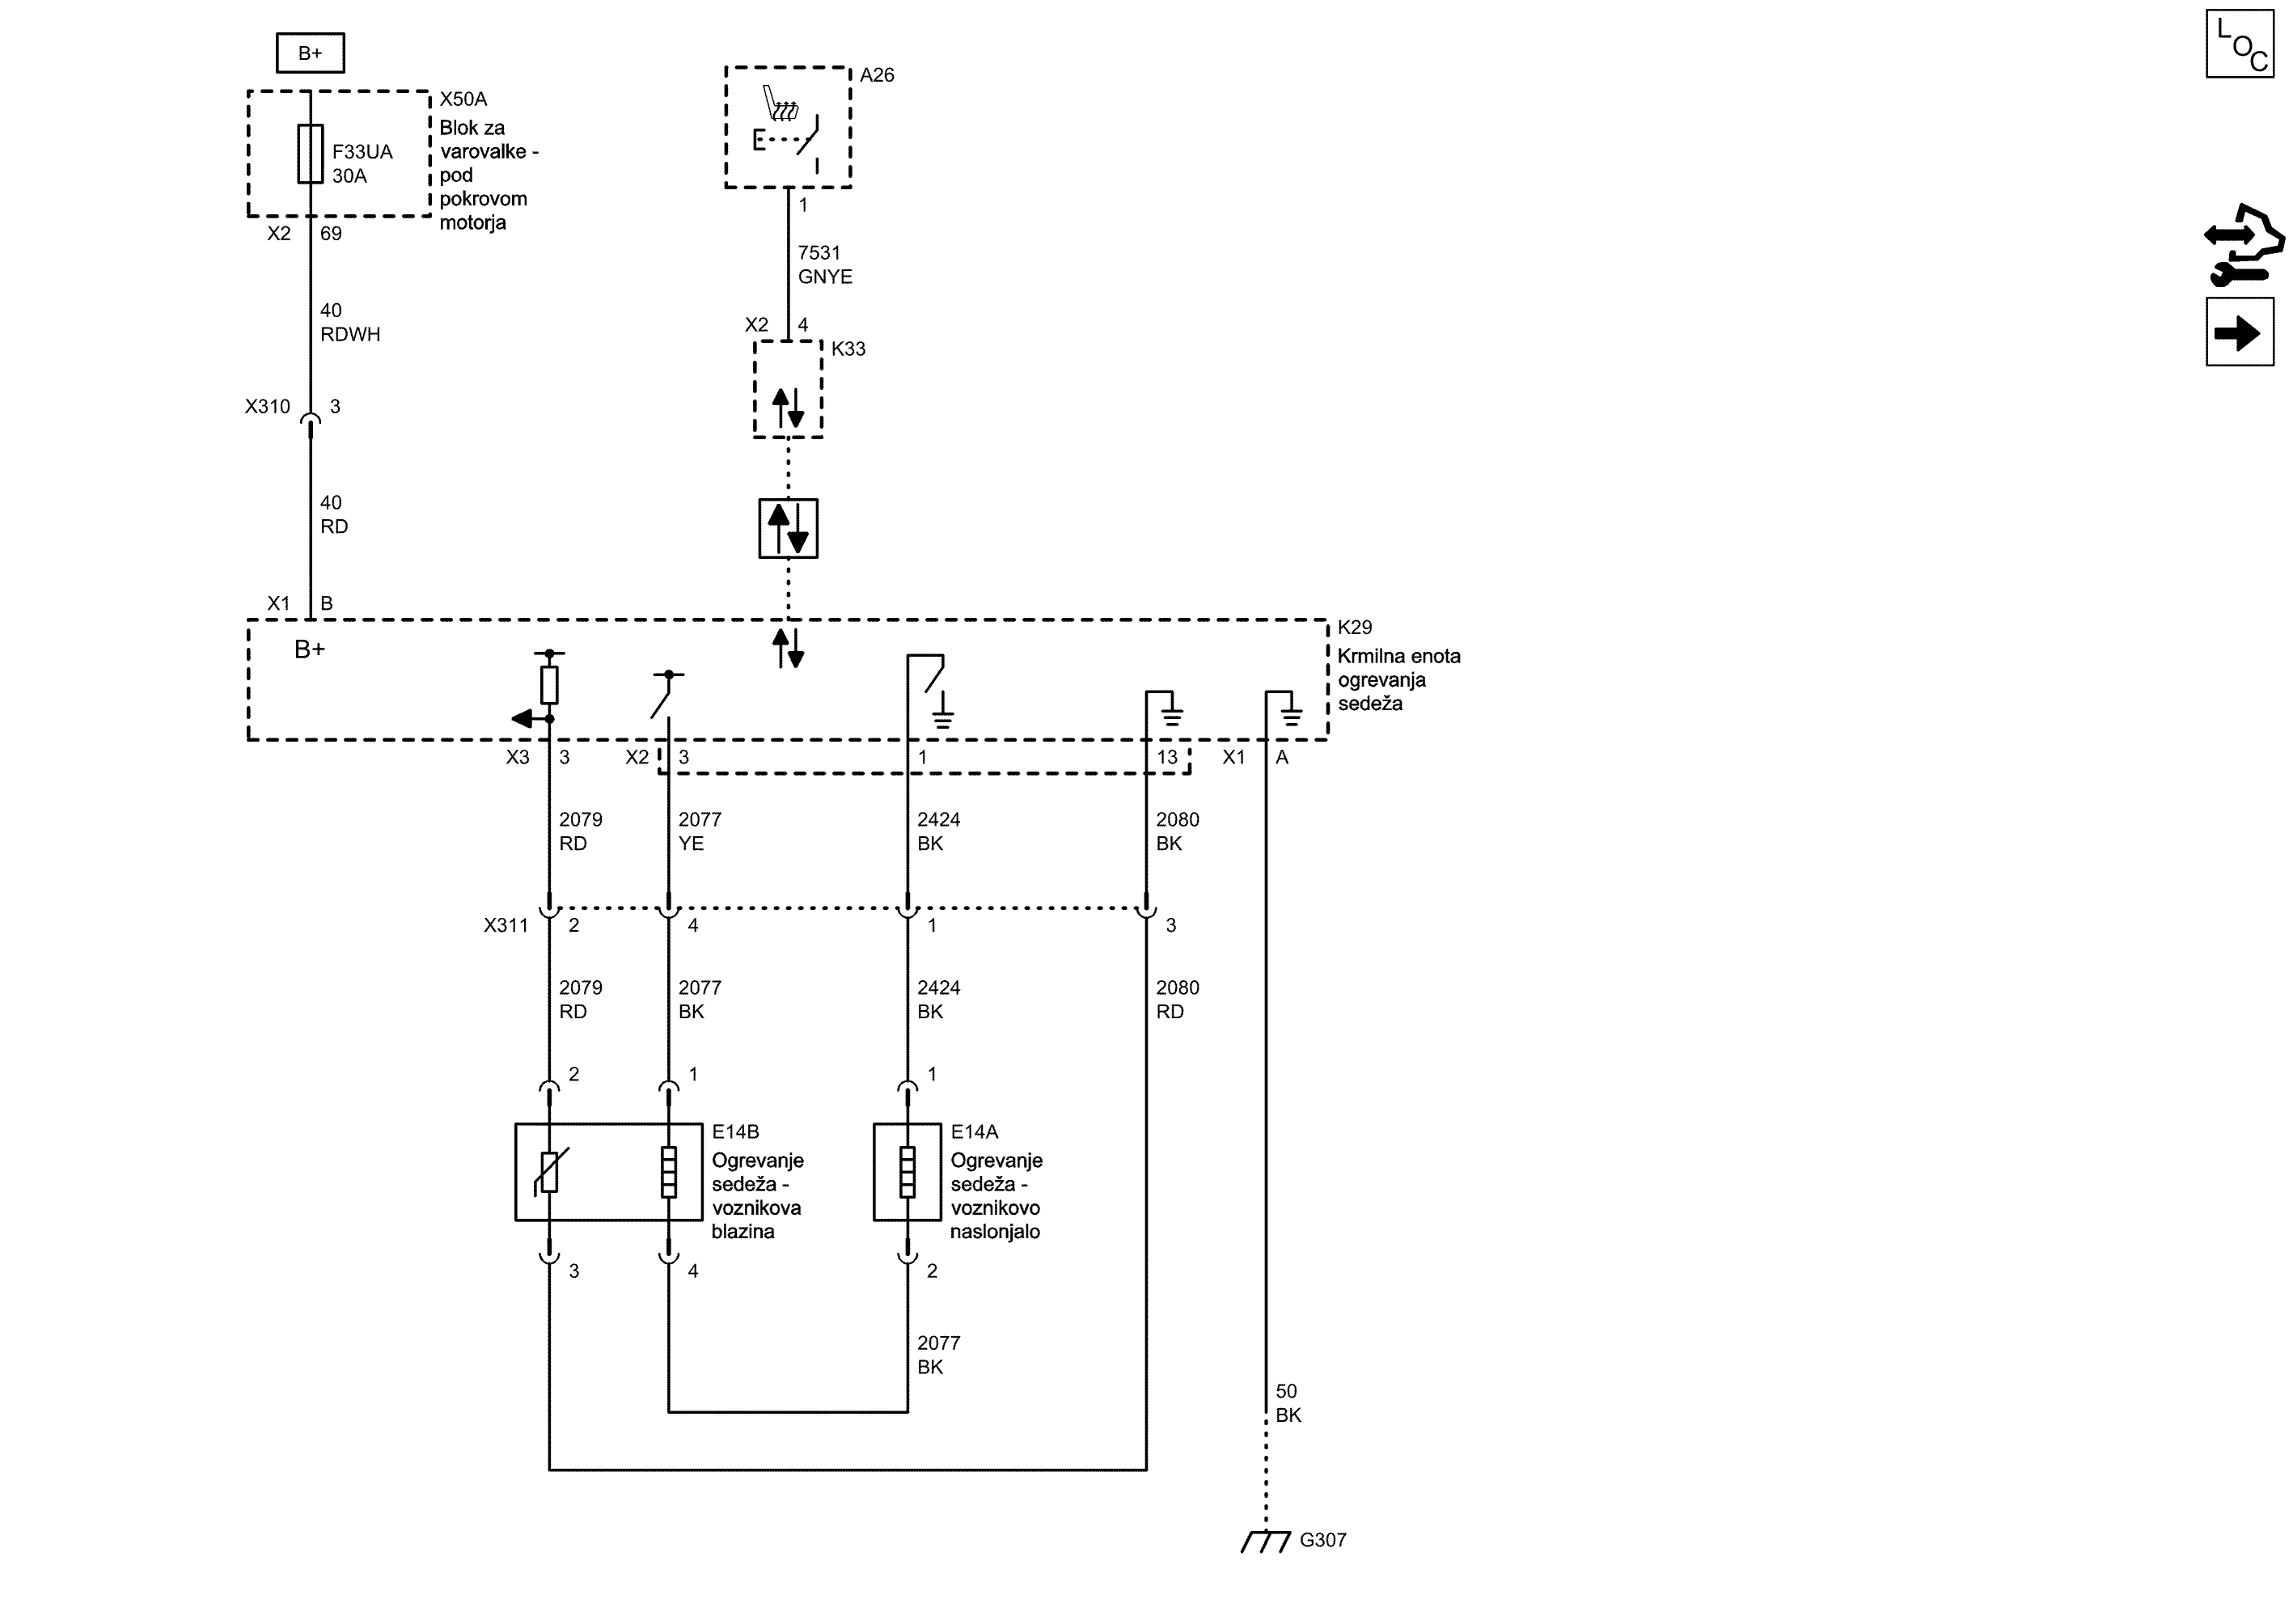 B+
X50A
Blok za
varovalke -
pod
pokrovom
motorja
F33UA
30A
X2 69
40
RDWH
X310 3
40
RD
X1 B
A26
1
7531
GNYE
X2 4
K33
L
O
C
B+
K29
Krmilna enota
ogrevanja
sedeža
X3 3
X2 3
1
13
X1 A
2079
RD
2077
YE
2424
BK
2080
BK
X311 2
4
1
3
2079
RD
2077
BK
2424
BK
2080
RD
2
1
1
E14B
Ogrevanje
sedeža -
voznikova
blazina
E14A
Ogrevanje
sedeža -
voznikovo
naslonjalo
3
4
2
2077
BK
50
BK
G307